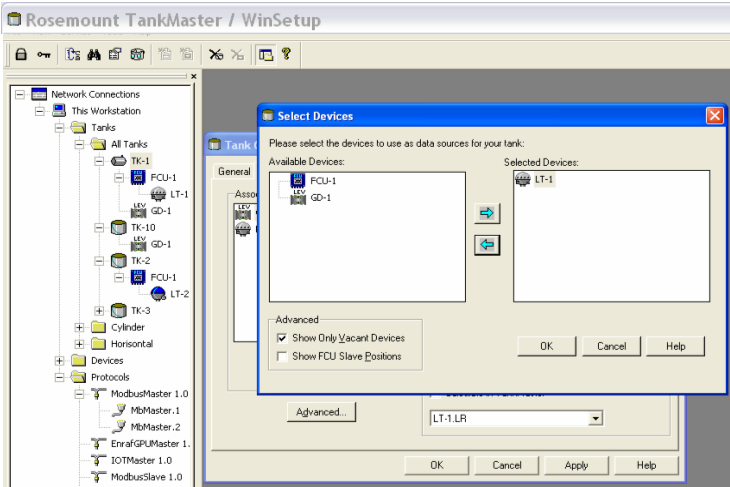 Rosemount TankMaster / WinSetup
Network Connections
This Workstation
Tanks
All Tanks
TK-1
FCU-1
LT-1
LEV
GD-1
TK-10
LEV
GD-1
TK-2
FCU-1
LT-2
TK-3
Cylinder
Horisontal
Devices
Protocols
ModbusMaster 1.0
MbMaster.1
MbMaster.2
EnrafGPUMaster 1.
IOTMaster 1.0
ModbusSlave 1.0
Tank
General
Asso
LEV
Select Devices
Please select the devices to use as data sources for your tank:
Available Devices:
Selected Devices:
FCU-1
LEV
GD-1
LT-1
Advanced
Show Only Vacant Devices
Show FCU Slave Positions
OK Cancel Help
Advanced...
LT-1.LR
OK Cancel Apply Help